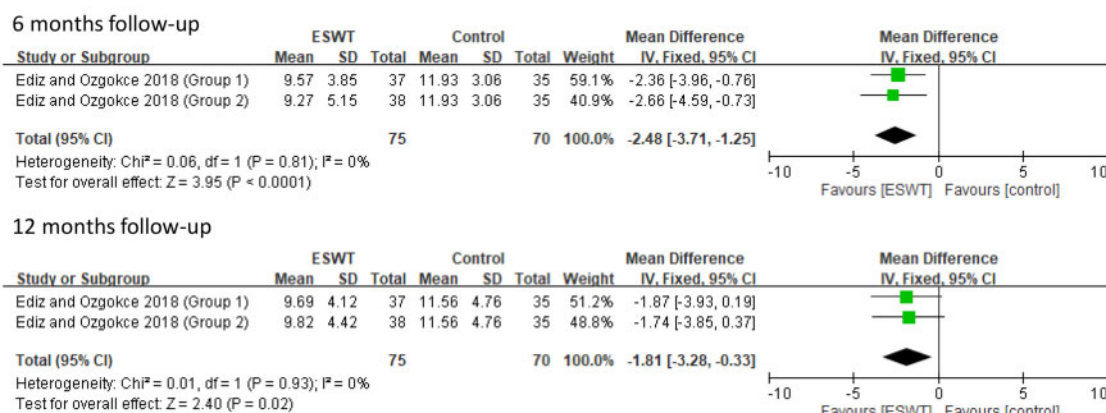 6 months follow-up
ESWT Control Mean Difference Mean Difference
Study or Subgroup Mean SD Total Mean SD Total Weight IV, Fixed, 95% CI IV, Fixed, 95% CI
Ediz and Ozgokce 2018 (Group 1) 9.57 3.85 37 11.93 3.06 35 59.1% -2.36 [-3.96, -0.76]
Ediz and Ozgokce 2018 (Group 2) 9.27 5.15 38 11.93 3.06 35 40.9% -2.66 [-4.59, -0.73]
Total (95% CI) 75 70 100.0% -2.48 [-3.71, -1.25]
Heterogeneity: Chi² = 0.06, df = 1 (P = 0.81); I² = 0%
Test for overall effect: Z = 3.95 (P < 0.0001)
-10 -5 0 5 10
Favours [ESWT] Favours [control]
12 months follow-up
ESWT Control Mean Difference Mean Difference
Study or Subgroup Mean SD Total Mean SD Total Weight IV, Fixed, 95% CI IV, Fixed, 95% CI
Ediz and Ozgokce 2018 (Group 1) 9.69 4.12 37 11.56 4.76 35 51.2% -1.87 [-3.93, 0.19]
Ediz and Ozgokce 2018 (Group 2) 9.82 4.42 38 11.56 4.76 35 48.8% -1.74 [-3.85, 0.37]
Total (95% CI) 75 70 100.0% -1.81 [-3.28, -0.33]
Heterogeneity: Chi² = 0.01, df = 1 (P = 0.93); I² = 0%
Test for overall effect: Z = 2.40 (P = 0.02)
-10 -5 0 5 10
Favours [ESWT] Favours [control]